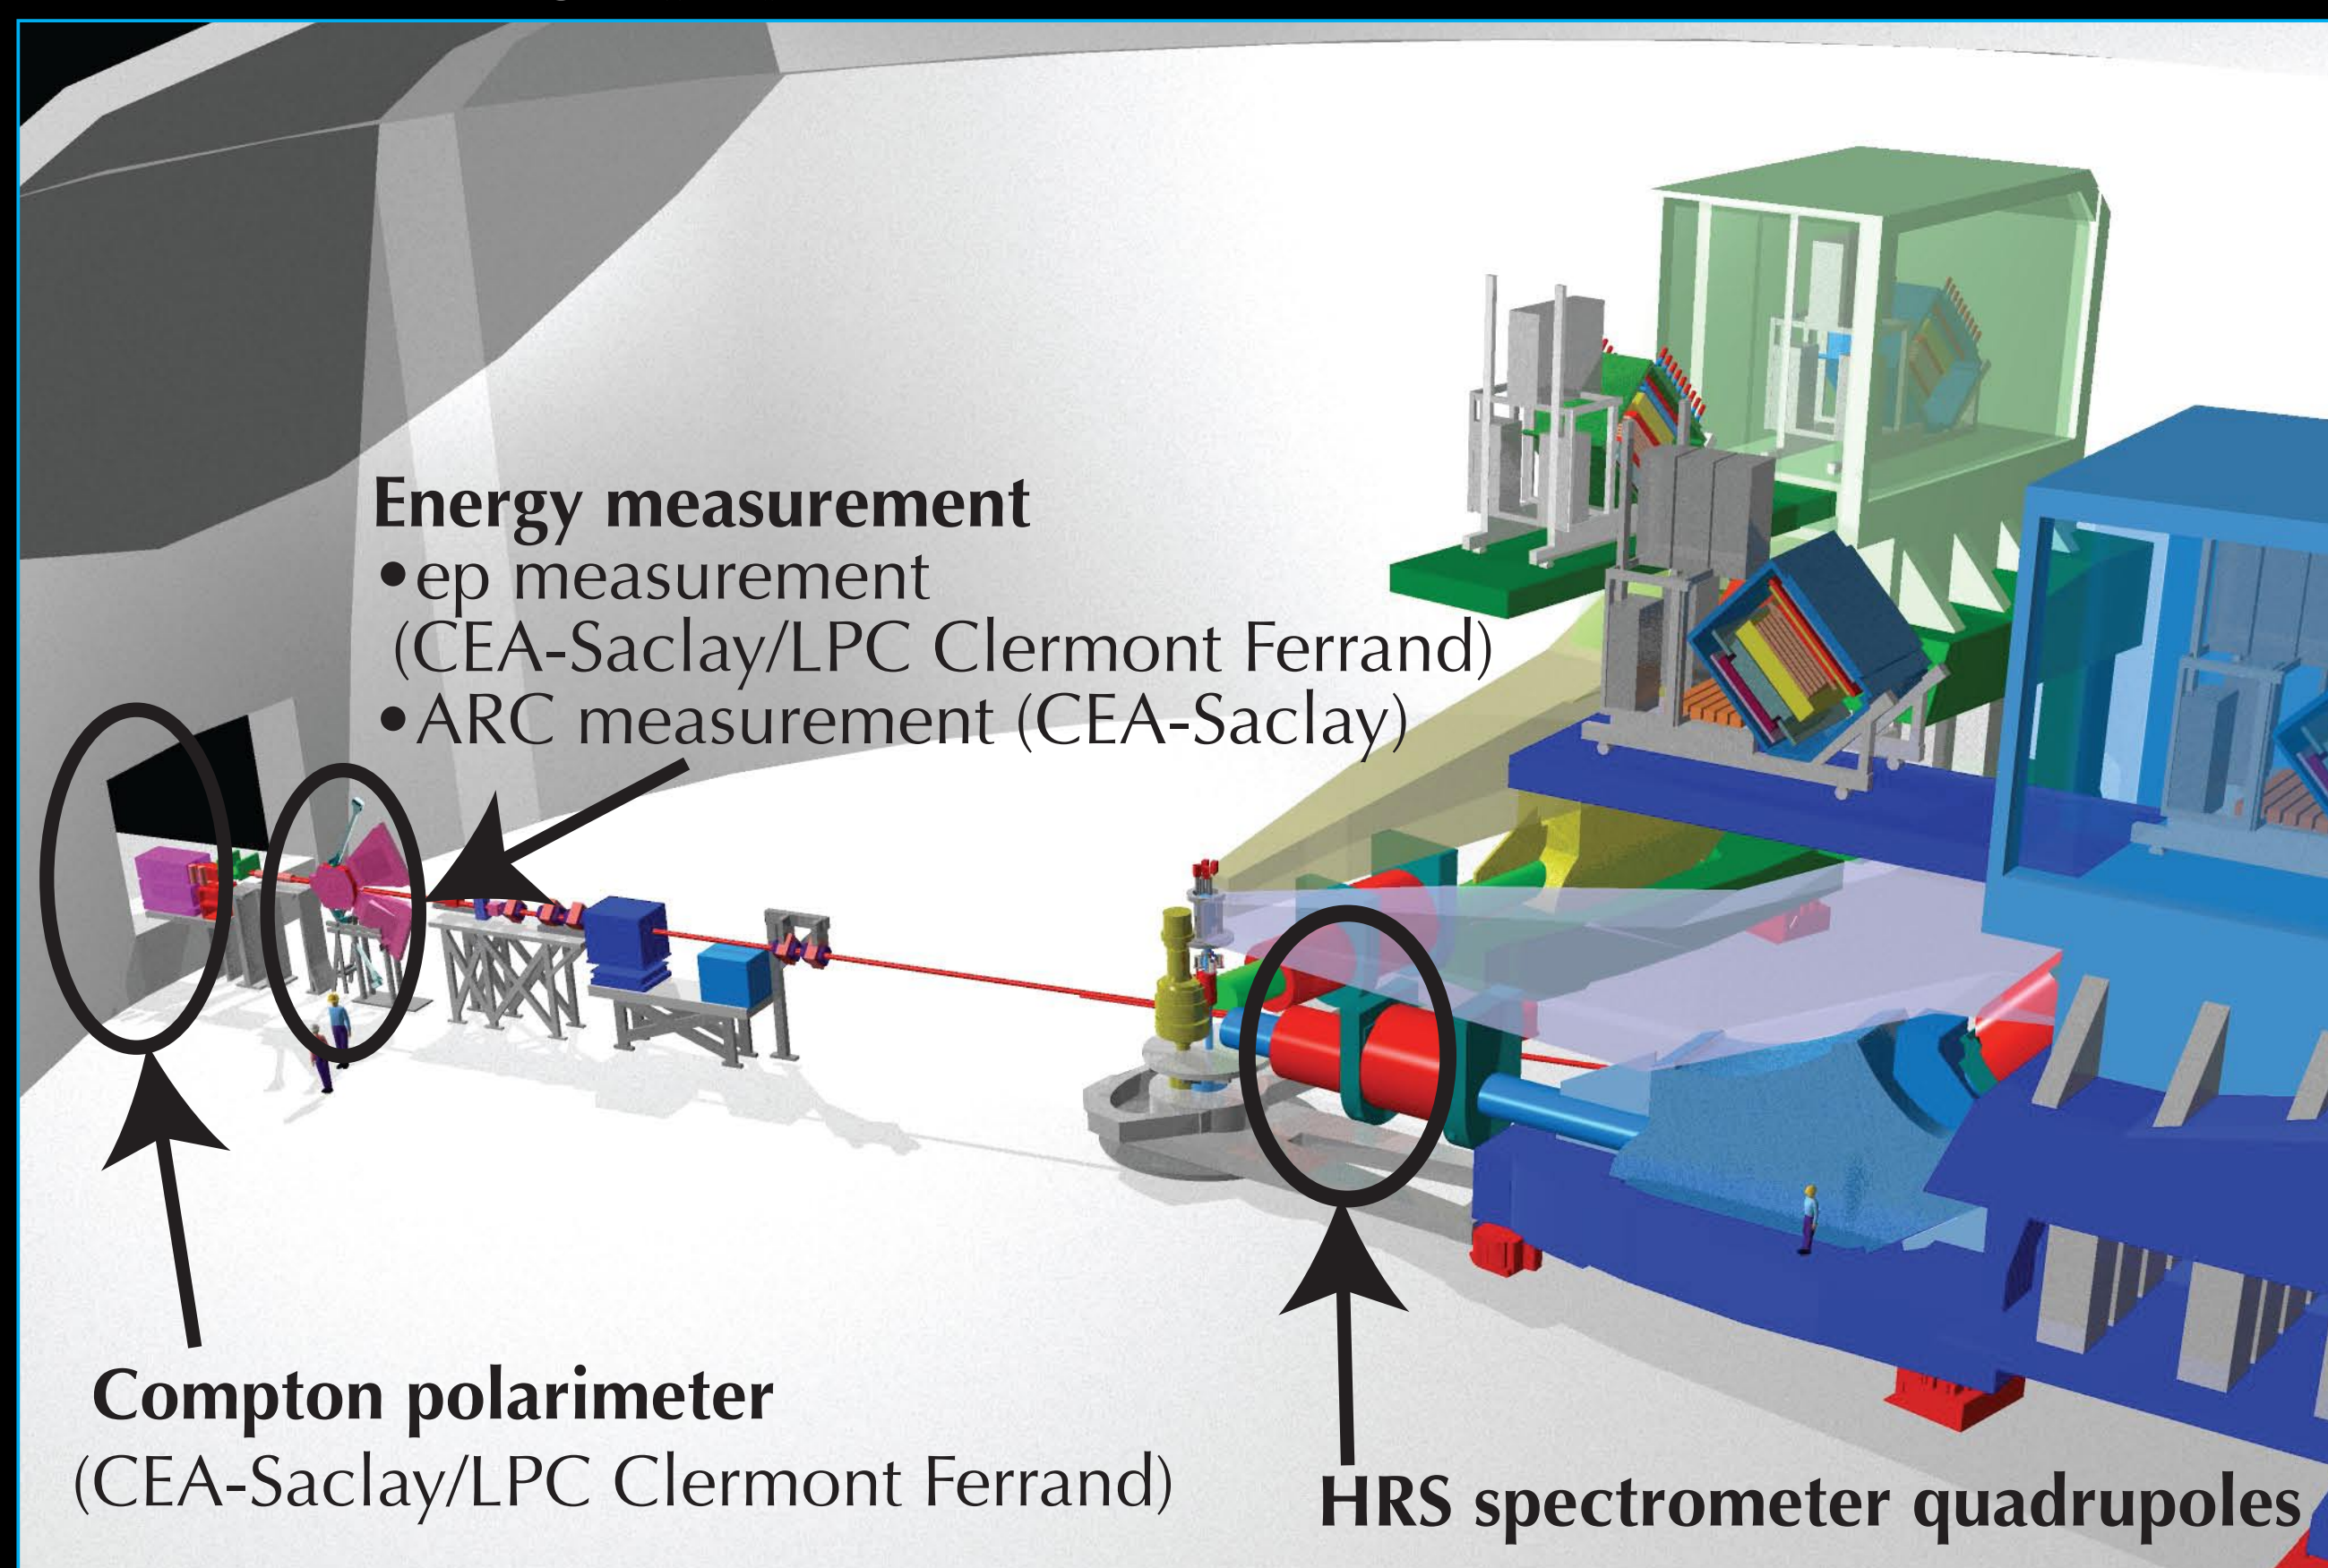 Energy measurement
•ep measurement
(CEA-Saclay/LPC Clermont Ferrand)
•ARC measurement (CEA-Saclay)
Compton polarimeter
(CEA-Saclay/LPC Clermont Ferrand)
HRS spectrometer quadrupoles